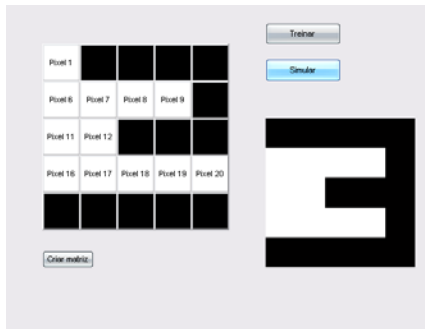 Treinar
Pixel 1
Simular
Pixel 6 Pixel 7 Pixel 8 Pixel 9
Pixel 11 Pixel 12
Pixel 16 Pixel 17 Pixel 18 Pixel 19 Pixel 20
Criar matriz